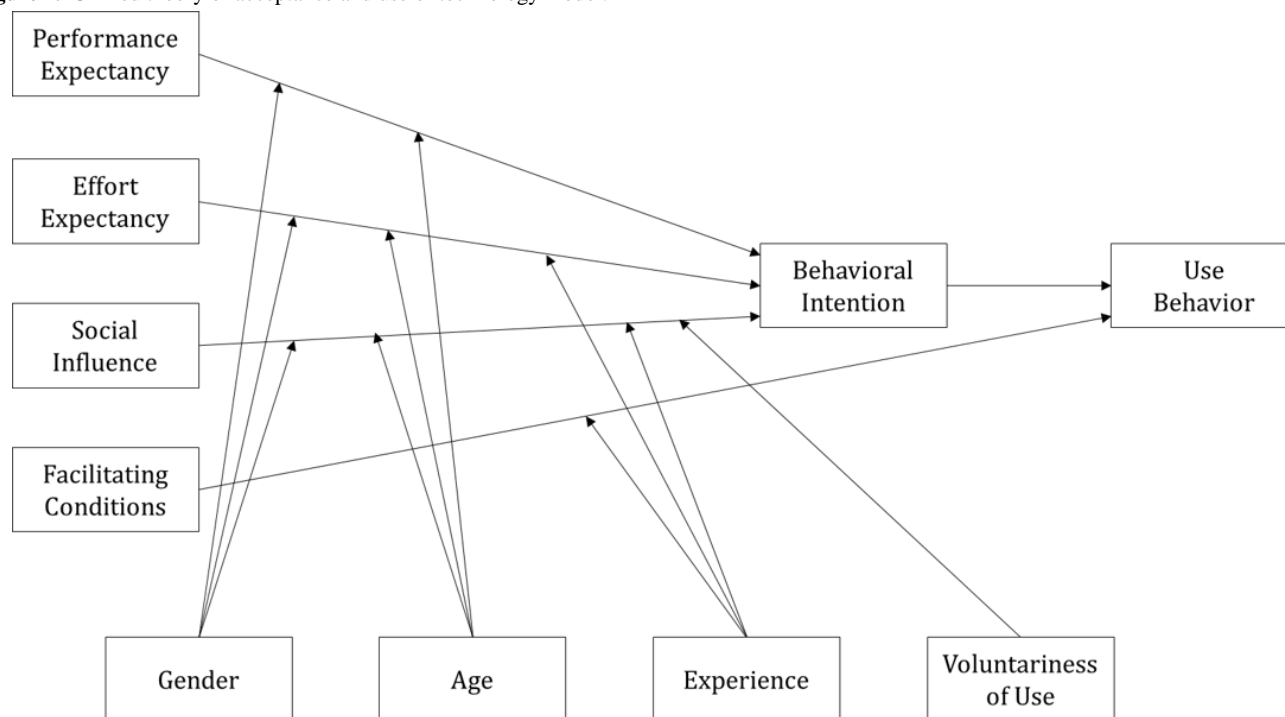 Performance
Expectancy
Effort
Expectancy
Social
Influence
Facilitating
Conditions
Behavioral
Intention
Use
Behavior
Gender
Age
Experience
Voluntariness
of Use